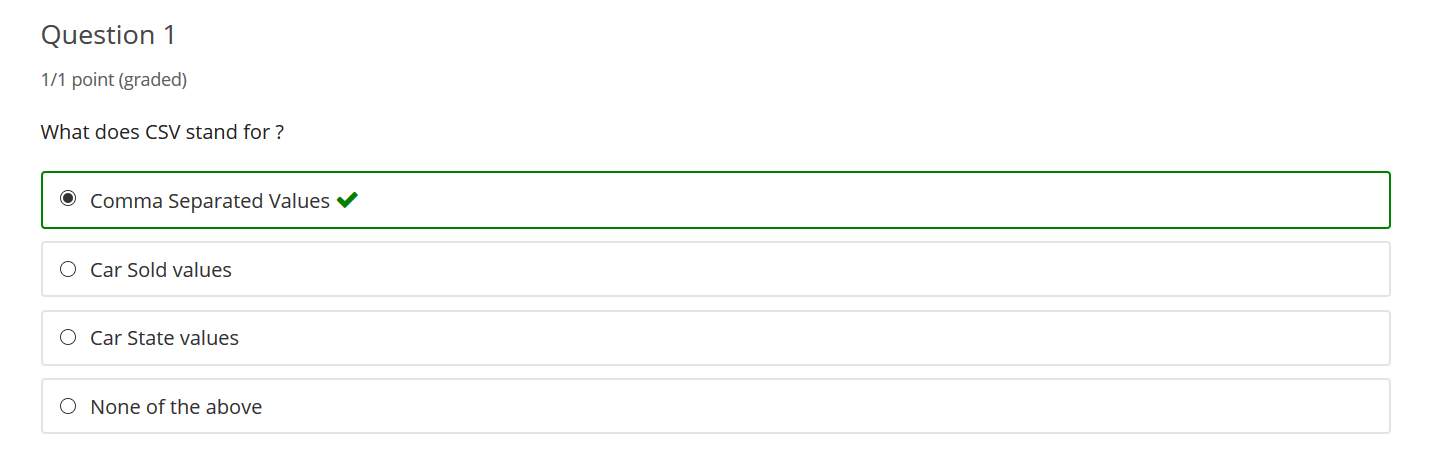 Question 1
1/1 point (graded)
What does CSV stand for ?
Comma Separated Values
Car Sold values
Car State values
None of the above